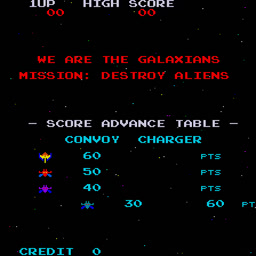 1UP HIGH SCORE
00 00
WE ARE THE GALAXIANS
MISSION: DESTROY ALIENS
– SCORE ADVANCE TABLE –
CONVOY CHARGER
60 PTS
50 PTS
40 PTS
30 60 PT
CREDIT 0